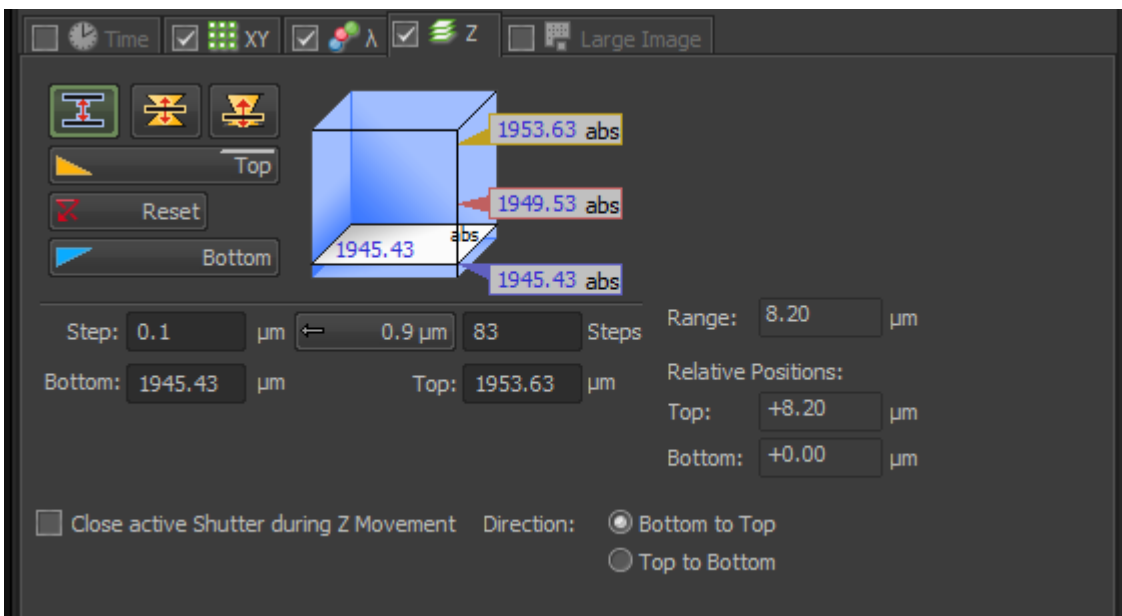 Time XY λ Z Large Image
1953.63 abs
Top
1949.53 abs
Reset
abs
1945.43
Bottom
1945.43 abs
Step: 0.1 µm 0.9 µm 83 Steps Range: 8.20 µm
Bottom: 1945.43 µm Top: 1953.63 µm Relative Positions:
Top: +8.20 µm
Bottom: +0.00 µm
Close active Shutter during Z Movement Direction: Bottom to Top
Top to Bottom